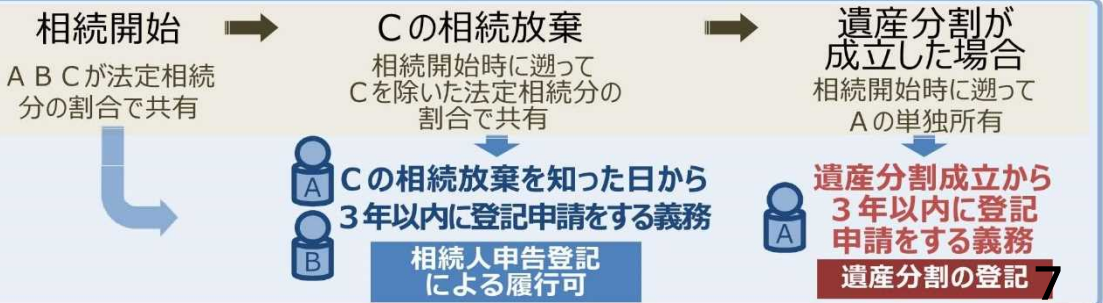 相続開始
ＡＢＣが法定相続
分の割合で共有
Ｃの相続放棄
相続開始時に遡って
Ｃを除いた法定相続分の
割合で共有
遺産分割が
成立した場合
相続開始時に遡って
Ａの単独所有
A
B
Ｃの相続放棄を知った日から
３年以内に登記申請をする義務
相続人申告登記
による履行可
A
遺産分割成立から
３年以内に登記
申請をする義務
遺産分割の登記
7